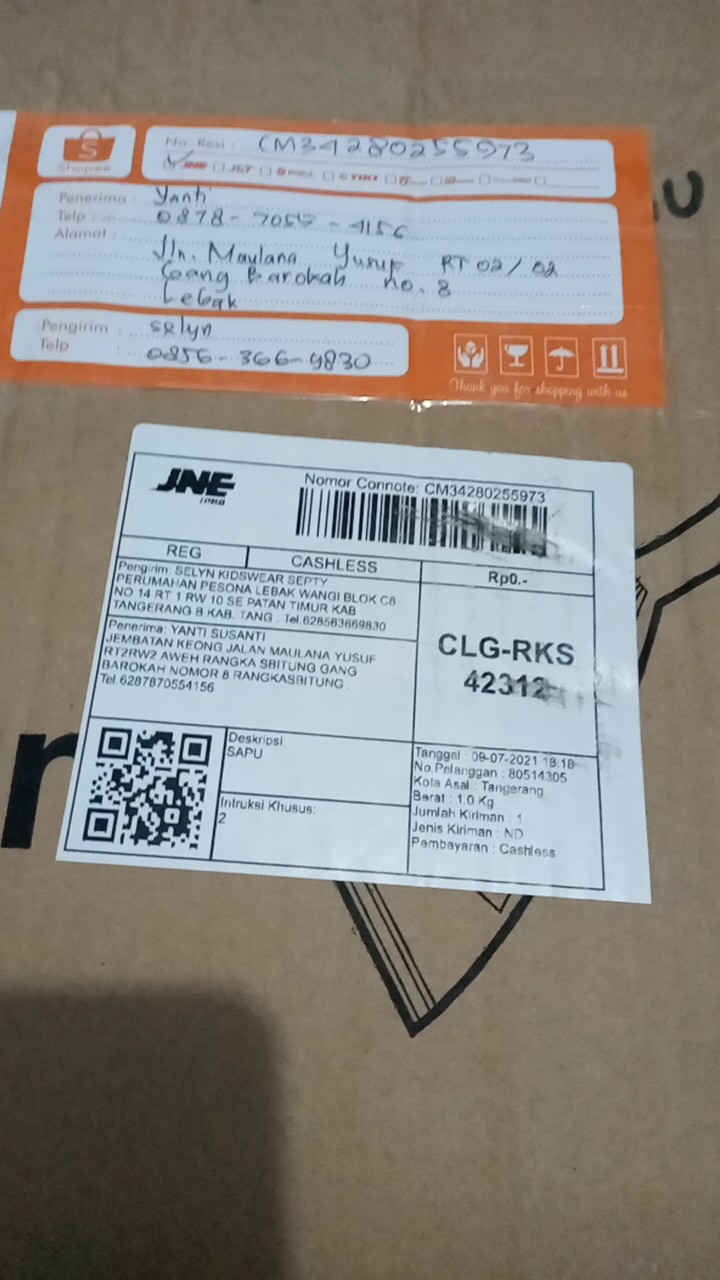 Shopee
No. Resi : CM34280255973
JNE J&T TIKI
Penerima : Yanti
Telp : 0878-7055-4156
Alamat : Jln. Maulana Yusup RT 02/02
Gang Barokah no. 8
Lebak
Pengirim : selyn
Telp : 0856-366-9830
Thank you for shopping with us
JNE
Nomor Connote: CM34280255973
REG CASHLESS Rp0.-
Pengirim: SELYN KIDSWEAR SEPTY
PERUMAHAN PESONA LEBAK WANGI BLOK C8
NO 14 RT 1 RW 10 SE PATAN TIMUR KAB
TANGERANG B KAB. TANG . Tel.628563669830
Penerima: YANTI SUSANTI
JEMBATAN KEONG JALAN MAULANA YUSUF
RT2RW2 AWEH RANGKA SBITUNG GANG
BAROKAH NOMOR 8 RANGKASBITUNG .
Tel.6287870554156
CLG-RKS
42312
Deskripsi
SAPU
Intruksi Khusus:
2
Tanggal : 09-07-2021 18:18
No.Pelanggan : 80514305
Kota Asal : Tangerang
Berat : 1.0 Kg
Jumlah Kiriman : 1
Jenis Kiriman : ND
Pembayaran : Cashless